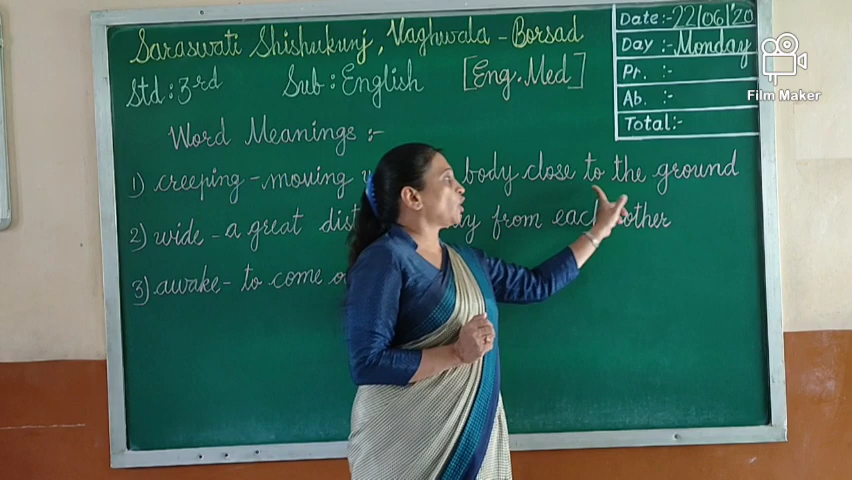 Saraswati Shishukunj, Vaghwala - Borsad
Std : 3rd Sub : English [Eng. Med]
Date :- 22/06/'20
Day :- Monday
Pr. :-
Ab. :-
Total:-
Film Maker
Word Meanings :-
1) creeping - moving body close to the ground
2) wide - a great from each other
3) awake - to come